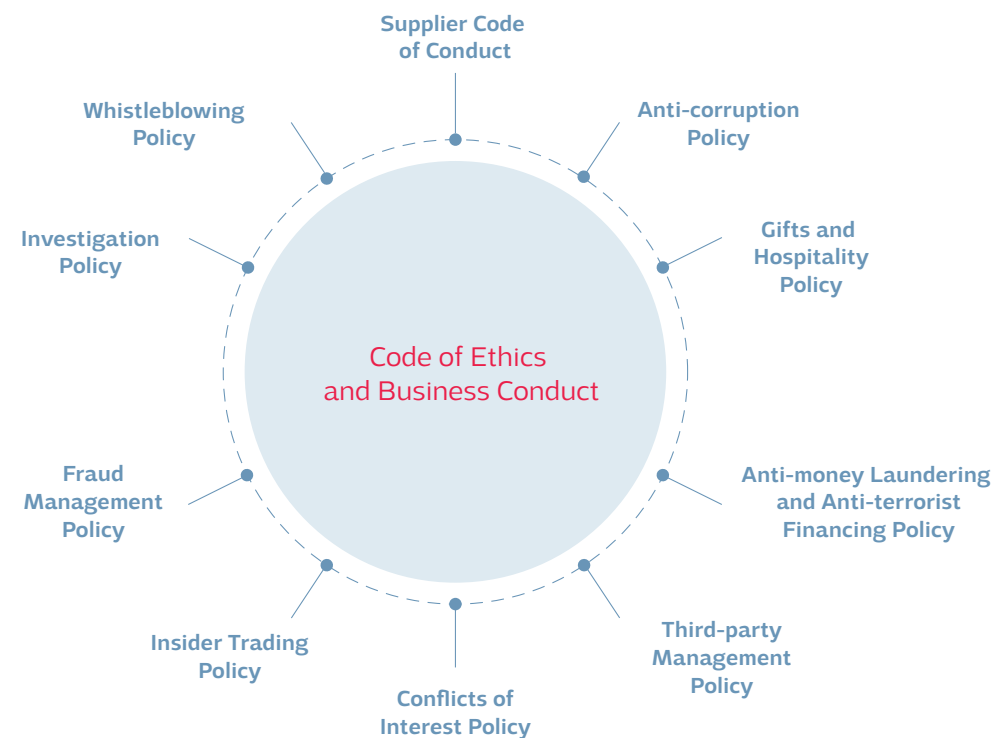 Supplier Code
of Conduct
Whistleblowing
Policy
Anti-corruption
Policy
Investigation
Policy
Gifts and
Hospitality
Policy
Code of Ethics
and Business Conduct
Fraud
Management
Policy
Anti-money Laundering
and Anti-terrorist
Financing Policy
Insider Trading
Policy
Third-party
Management
Policy
Conflicts of
Interest Policy